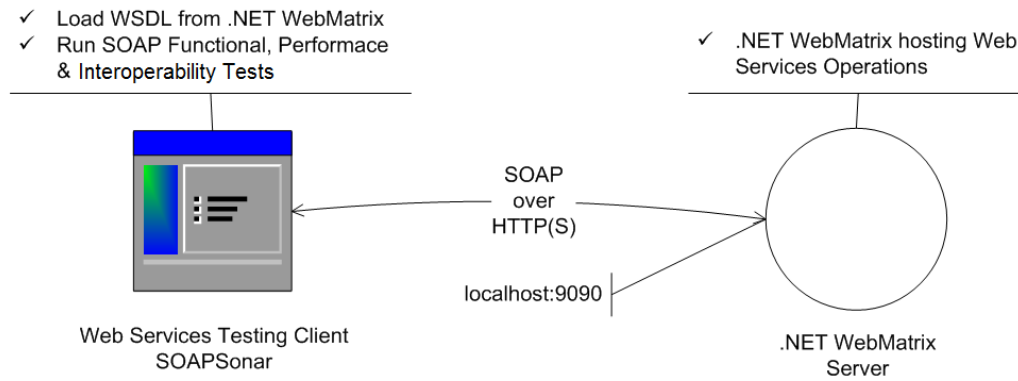 ✓ Load WSDL from .NET WebMatrix
✓ Run SOAP Functional, Performace
& Interoperability Tests
✓ .NET WebMatrix hosting Web
Services Operations
SOAP
over
HTTP(S)
localhost:9090
Web Services Testing Client
SOAPSonar
.NET WebMatrix
Server